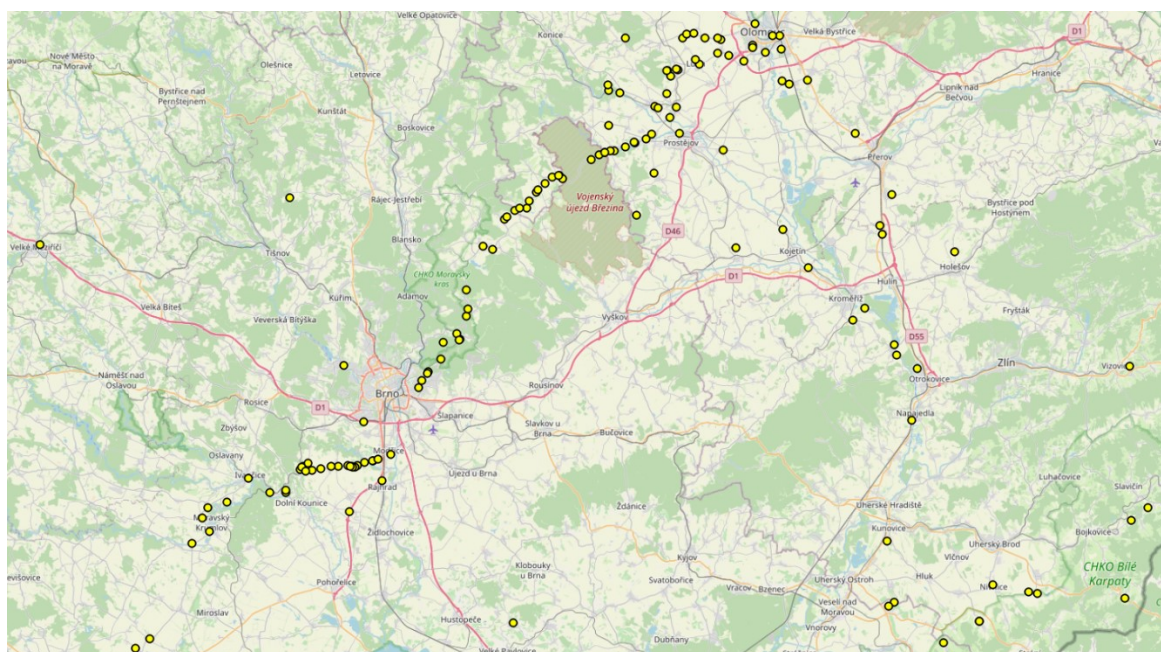 Velké Opatovice
Konice
Olomouc
Velká Bystřice
D1
Nové Město
na Moravě
Olešnice
Letovice
Hranice
Bystřice nad
Pernštejnem
Kunštát
Lipník nad
Bečvou
Boskovice
Prostějov
Přerov
Rájec-Jestřebí
Vojenský
újezd Březina
Bystřice pod
Hostýnem
D46
Velké Meziříčí
Blansko
Tišnov
Kojetín
CHKO Moravský
kras
D1
Holešov
Hulín
Kuřim
Adamov
Kroměříž
Velká Bíteš
Veverská Bítýška
Vyškov
Fryšták
D55
Zlín
Vizovice
Náměšť nad
Oslavou
Otrokovice
Rousínov
Brno
Rosice
D1
Šlapanice
Napajedla
Zbýšov
Slavkov u
Brna
Bučovice
Oslavany
Modřice
Ivančice
Újezd u Brna
Luhačovice
Slavičín
Rajhrad
Dolní Kounice
Ždánice
Uherské Hradiště
Moravský
Krumlov
Kunovice
Židlochovice
Bojkovice
Uherský Brod
Kyjov
Vlčnov
Klobouky
u Brna
CHKO Bílé
Karpaty
evišovice
Pohořelice
Svatobořice
Uherský Ostroh
Hluk
Vracov
Bzenec
Nivnice
Veselí nad
Moravou
Miroslav
Hustopeče
Vnorovy
Dubňany
Velké Pavlovice